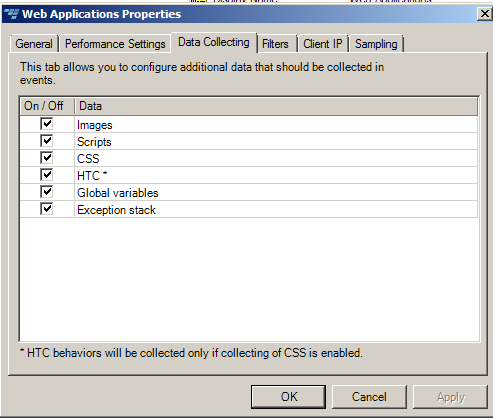 Web Applications Properties
General Performance Settings Data Collecting Filters Client IP Sampling
This tab allows you to configure additional data that should be collected in
events.
On / Off Data
Images
Scripts
CSS
HTC *
Global variables
Exception stack
* HTC behaviors will be collected only if collecting of CSS is enabled.
OK Cancel Apply